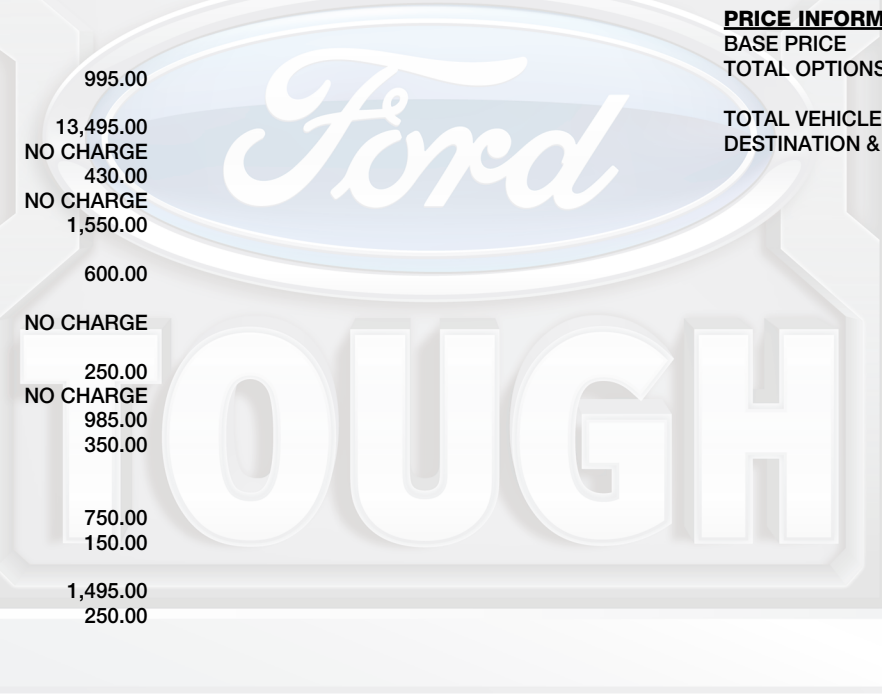 995.00
13,495.00
NO CHARGE
430.00
NO CHARGE
1,550.00
600.00
NO CHARGE
250.00
NO CHARGE
985.00
350.00
750.00
150.00
1,495.00
250.00
PRICE INFORM
BASE PRICE
TOTAL OPTIONS
TOTAL VEHICLE
DESTINATION &
Ford
TOUGH